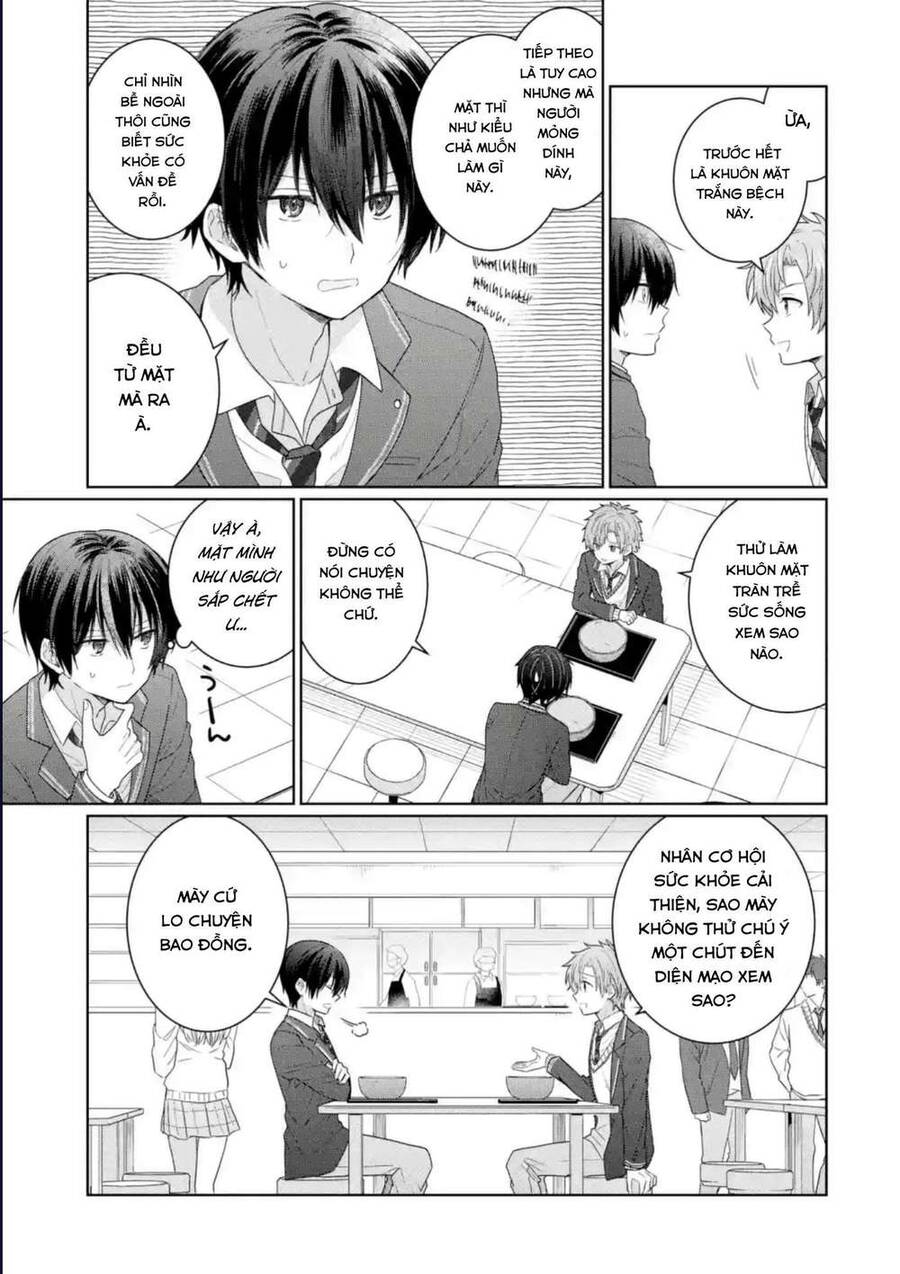 ỪA,
TRƯỚC HẾT
LÀ KHUÔN MẶT
TRẮNG BỆCH
NÀY.
TIẾP THEO
LÀ TUY CAO
NHƯNG MÀ
NGƯỜI
MỎNG
DÍNH
NÀY,
MẶT THÌ
NHƯ KIỂU
CHẢ MUỐN
LÀM GÌ
NÀY.
CHỈ NHÌN
BỀ NGOÀI
THÔI CŨNG
BIẾT SỨC
KHỎE CÓ
VẤN ĐỀ
RỒI.
ĐỀU
TỪ MẶT
MÀ RA
À.
THỬ LÀM
KHUÔN MẶT
TRÀN TRỀ
SỨC SỐNG
XEM SAO
NÀO.
ĐỪNG CÓ
NÓI CHUYỆN
KHÔNG THỂ
CHỨ.
VẬY À,
MẶT MÌNH
NHƯ NGƯỜI
SẮP CHẾT
Ư...
うーん
NHÂN CƠ HỘI
SỨC KHỎE CẢI
THIỆN, SAO MÀY
KHÔNG THỬ CHÚ Ý
MỘT CHÚT ĐẾN
DIỆN MẠO XEM
SAO?
MÀY CỨ
LO CHUYỆN
BAO ĐỒNG.